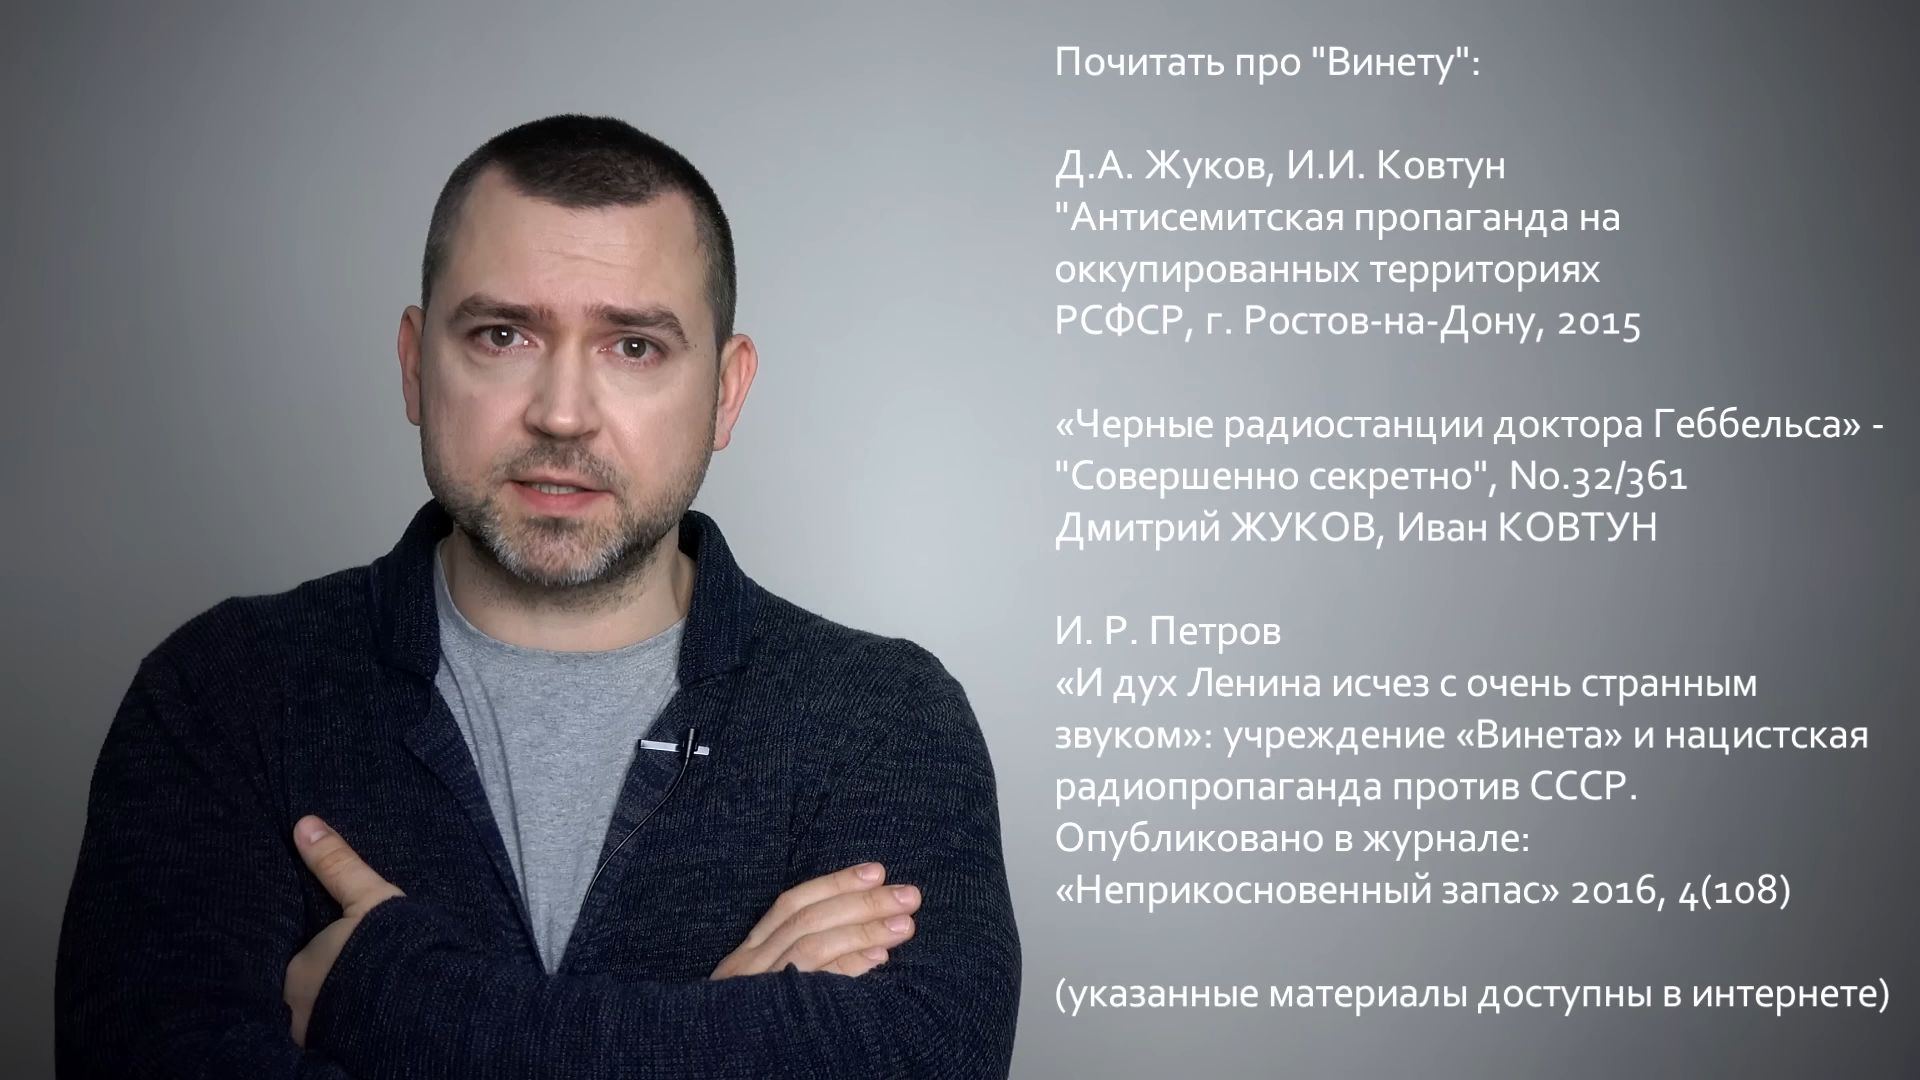 Почитать про "Винету":
Д.А. Жуков, И.И. Ковтун
"Антисемитская пропаганда на
оккупированных территориях
РСФСР, г. Ростов-на-Дону, 2015
«Черные радиостанции доктора Геббельса» -
"Совершенно секретно", No.32/361
Дмитрий ЖУКОВ, Иван КОВТУН
И. Р. Петров
«И дух Ленина исчез с очень странным
звуком»: учреждение «Винета» и нацистская
радиопропаганда против СССР.
Опубликовано в журнале:
«Неприкосновенный запас» 2016, 4(108)
(указанные материалы доступны в интернете)